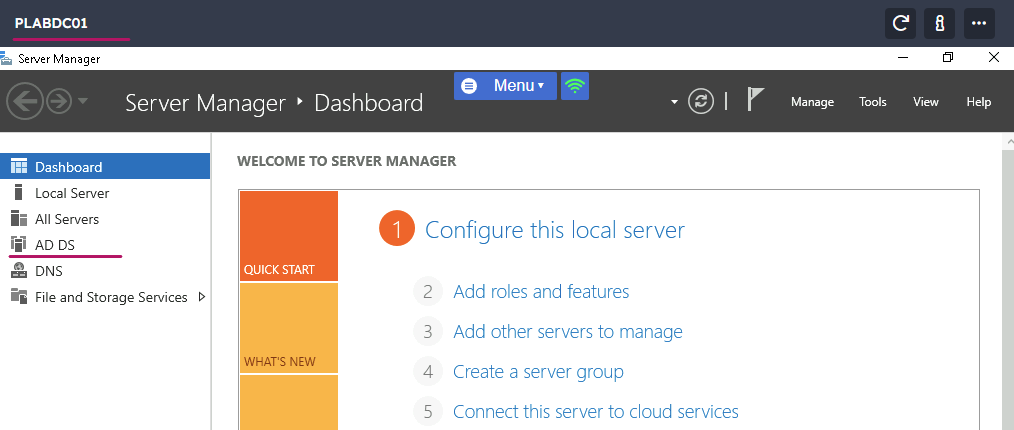 PLABDC01
Server Manager
Server Manager ‣ Dashboard
Menu ▾
Manage Tools View Help
Dashboard
Local Server
All Servers
AD DS
DNS
File and Storage Services
WELCOME TO SERVER MANAGER
QUICK START
WHAT'S NEW
1 Configure this local server
2 Add roles and features
3 Add other servers to manage
4 Create a server group
5 Connect this server to cloud services